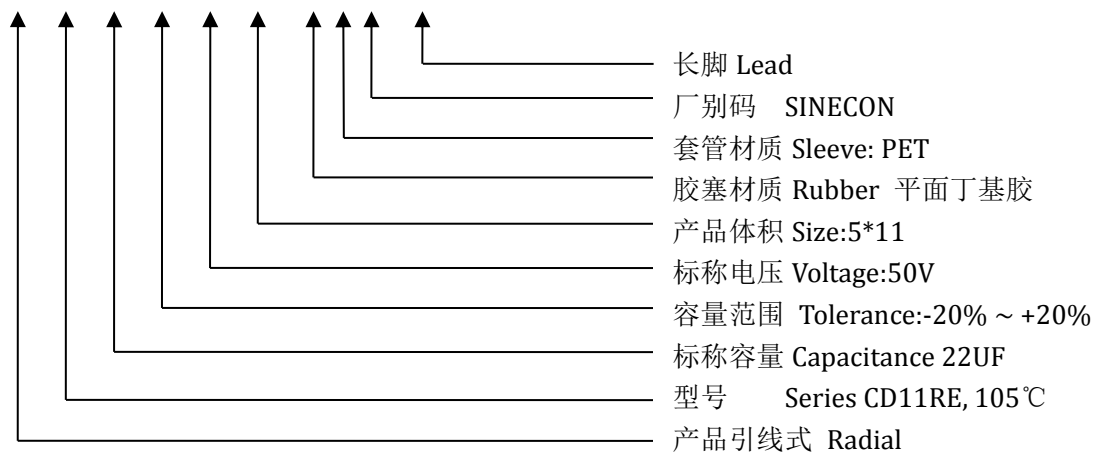 长脚 Lead
厂别码 SINECON
套管材质 Sleeve: PET
胶塞材质 Rubber 平面丁基胶
产品体积 Size:5*11
标称电压 Voltage:50V
容量范围 Tolerance:-20% ~ +20%
标称容量 Capacitance 22UF
型号 Series CD11RE, 105℃
产品引线式 Radial